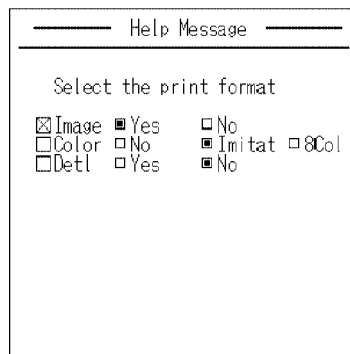 Help Message
Select the print format
Image Yes No
Color No Imitat 8Col
Detl Yes No